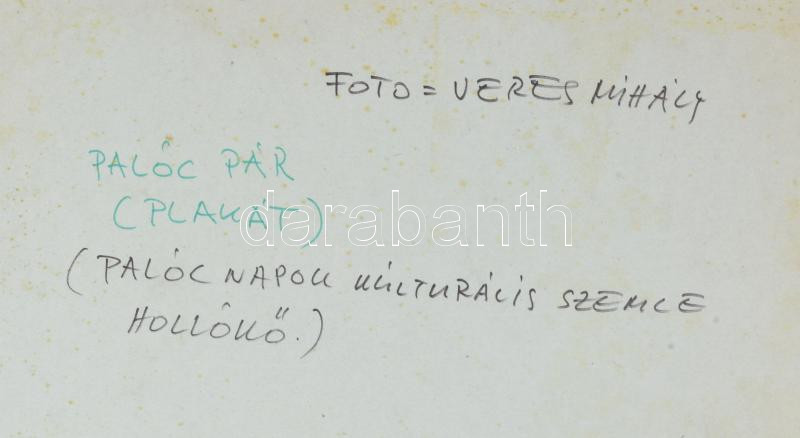 FOTO = VERES MIHÁLY
PALÓC PÁR
(PLAKÁT)
darabanth
(PALÓC NAPOK KULTURÁLIS SZEMLE
HOLLÓKŐ.)